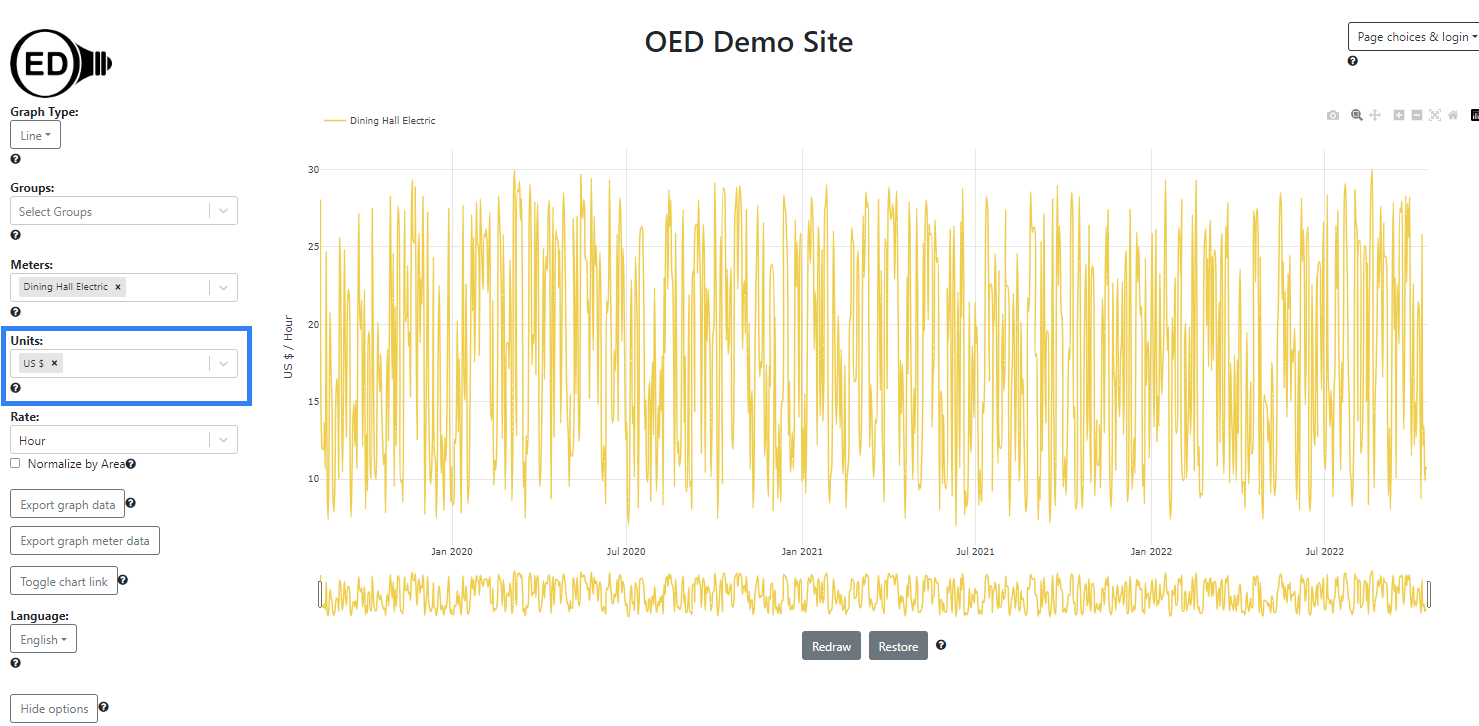 OED Demo Site
Page choices & login
ED
Graph Type:
Line
Groups:
Select Groups
Meters:
Dining Hall Electric ×
Units:
US $ ×
Rate:
Hour
Normalize by Area
Export graph data
Export graph meter data
Toggle chart link
Language:
English
Hide options
Dining Hall Electric
US $ / Hour
30
25
20
15
10
Jan 2020 Jul 2020 Jan 2021 Jul 2021 Jan 2022 Jul 2022
Redraw Restore